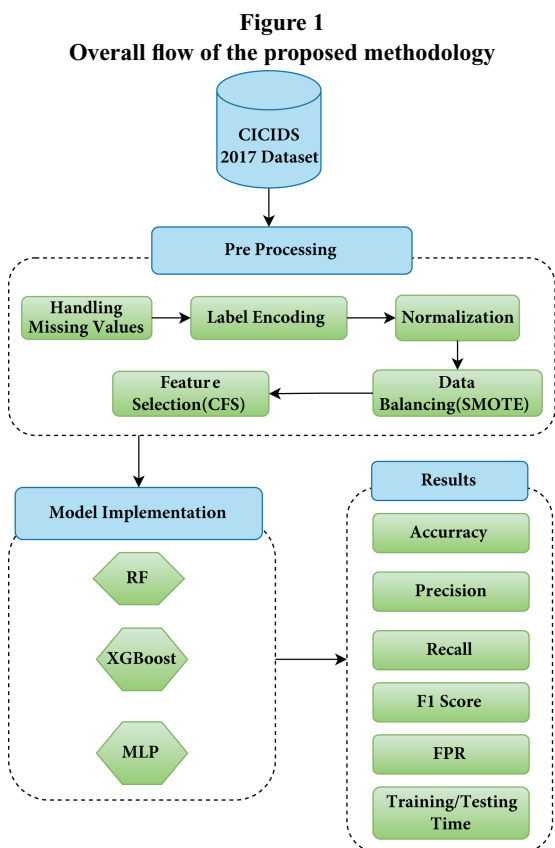 Figure 1
Overall flow of the proposed methodology
CICIDS
2017 Dataset
Pre Processing
Handling
Missing Values
Label Encoding
Normalization
Feature
Selection(CFS)
Data
Balancing(SMOTE)
Model Implementation
RF
XGBoost
MLP
Results
Accurracy
Precision
Recall
F1 Score
FPR
Training/Testing
Time